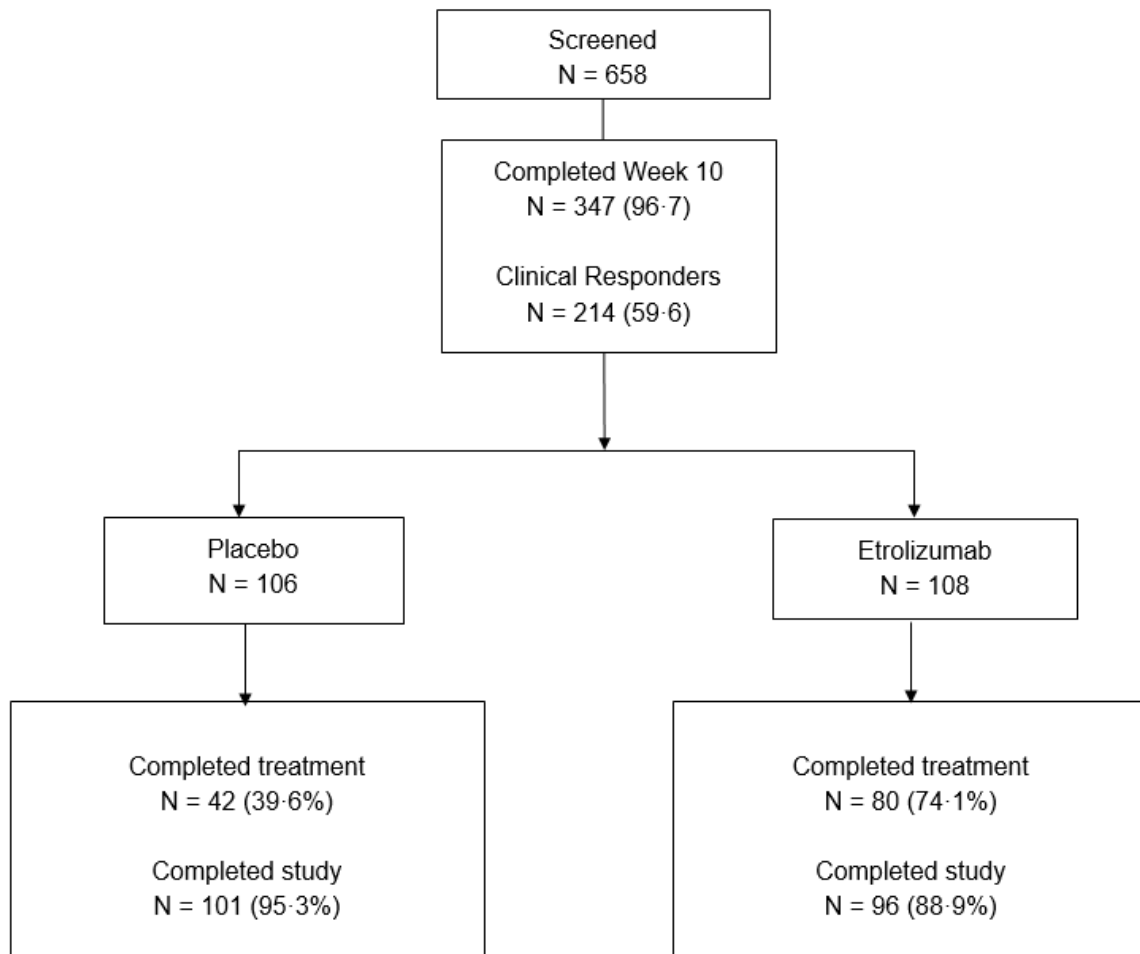 Screened
N = 658
Completed Week 10
N = 347 (96·7)
Clinical Responders
N = 214 (59·6)
Placebo
N = 106
Etrolizumab
N = 108
Completed treatment
N = 42 (39·6%)
Completed study
N = 101 (95·3%)
Completed treatment
N = 80 (74·1%)
Completed study
N = 96 (88·9%)